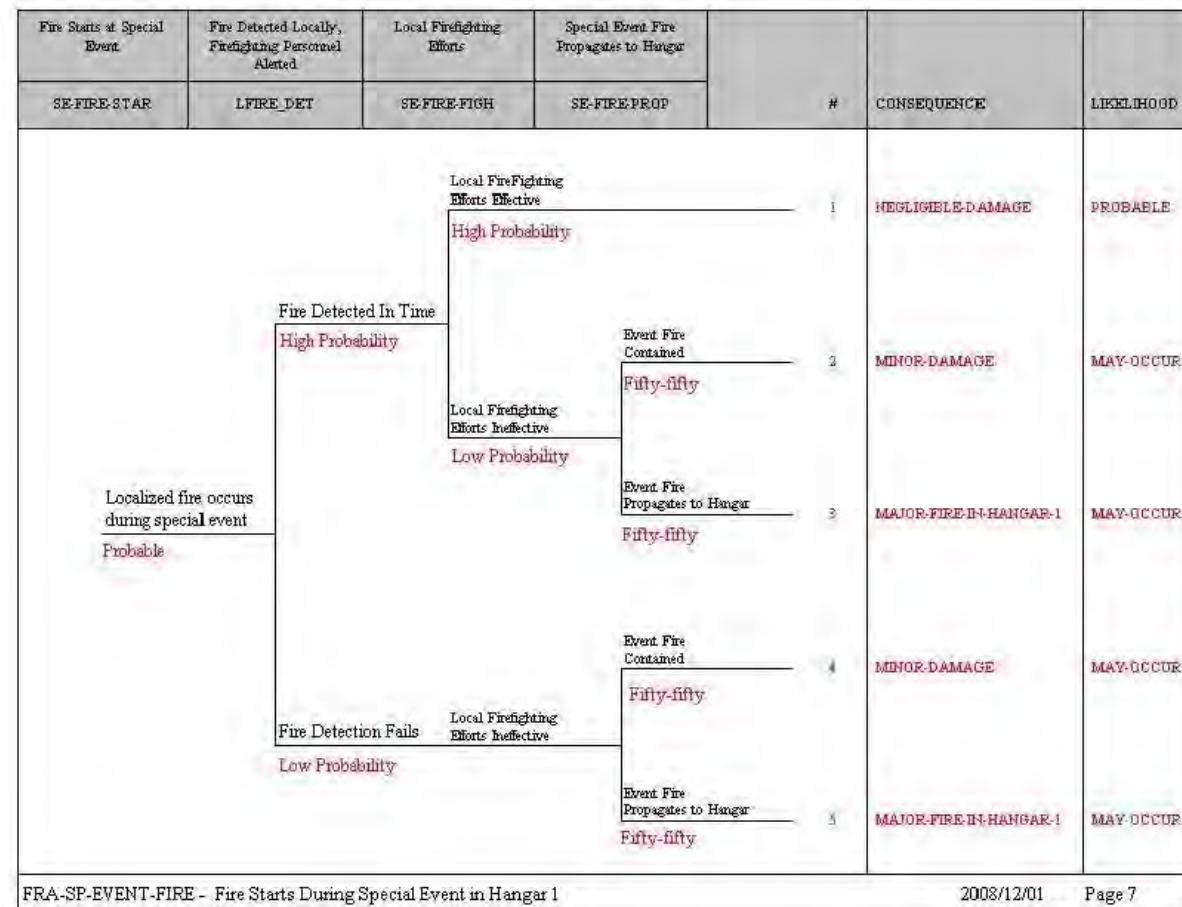 Fire Starts at Special
Event
Fire Detected Locally,
Firefighting Personnel
Alerted
Local Firefighting
Efforts
Special Event Fire
Propagates to Hangar
SE-FIRE-STAR
LFIRE_DET
SE-FIRE-FIGH
SE-FIRE-PROP
#
CONSEQUENCE
LIKELIHOOD
Local FireFighting
Efforts Effective
High Probability
1
NEGLIGIBLE-DAMAGE
PROBABLE
Fire Detected In Time
High Probability
Event Fire
Contained
Fifty-fifty
2
MINOR-DAMAGE
MAY-OCCUR
Local Firefighting
Efforts Ineffective
Low Probability
Event Fire
Propagates to Hangar
Fifty-fifty
3
MAJOR-FIRE-IN-HANGAR-1
MAY-OCCUR
Localized fire occurs
during special event
Probable
Event Fire
Contained
Fifty-fifty
4
MINOR-DAMAGE
MAY-OCCUR
Fire Detection Fails
Low Probability
Local Firefighting
Efforts Ineffective
Event Fire
Propagates to Hangar
Fifty-fifty
5
MAJOR-FIRE-IN-HANGAR-1
MAY-OCCUR
FRA-SP-EVENT-FIRE - Fire Starts During Special Event in Hangar 1
2008/12/01
Page 7